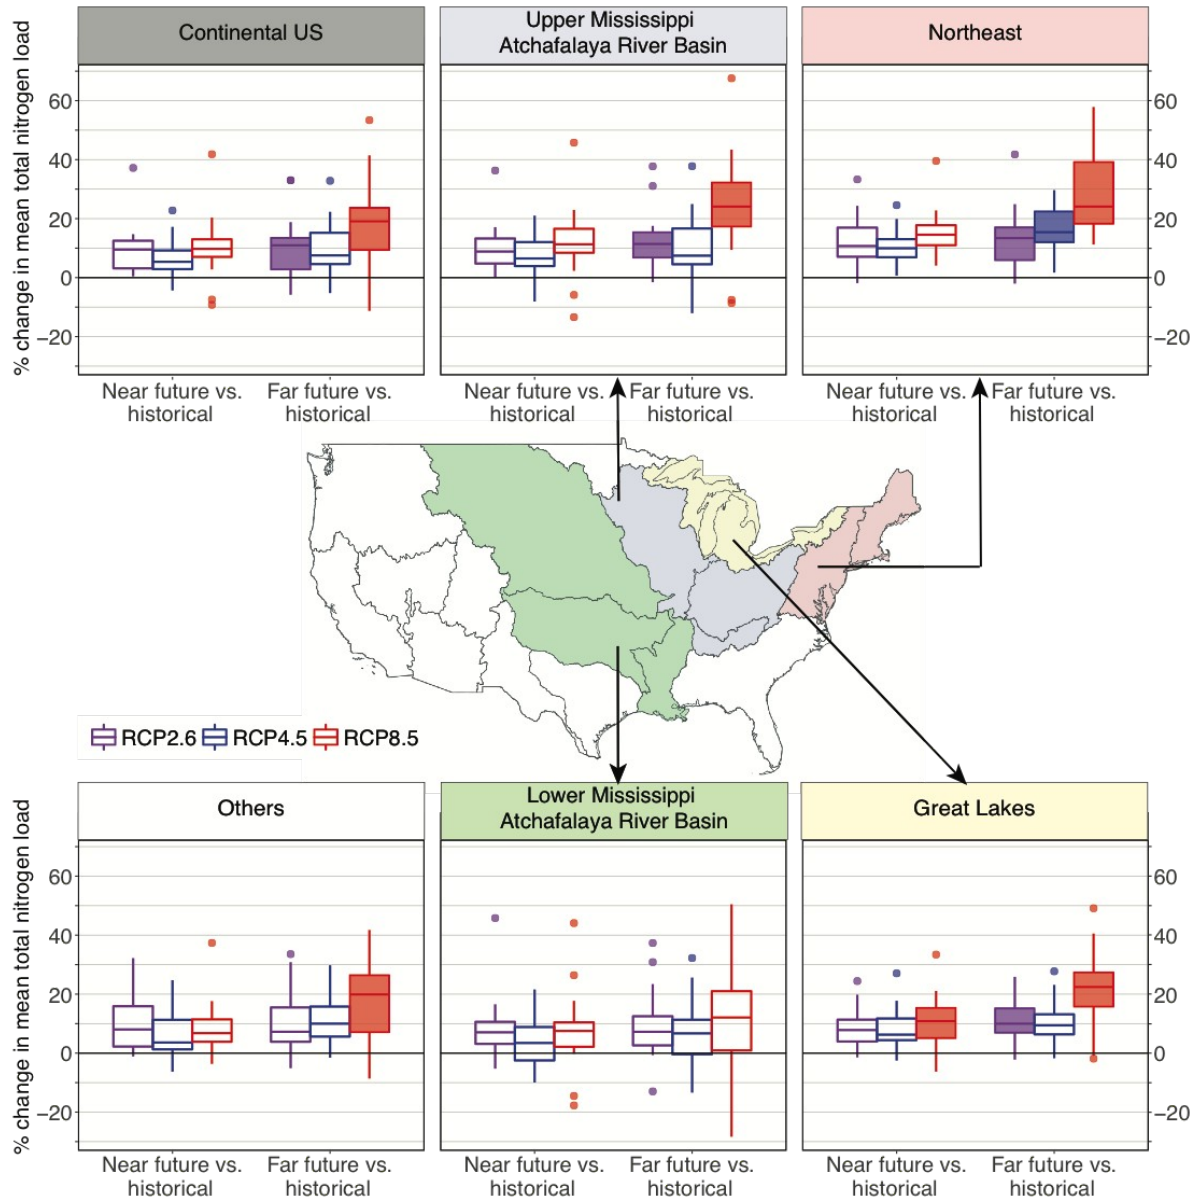 Continental US
Upper Mississippi
Atchafalaya River Basin
Northeast
% change in mean total nitrogen load
60
40
20
0
−20
60
40
20
0
−20
Near future vs.
historical
Far future vs.
historical
Near future vs.
historical
Far future vs.
historical
Near future vs.
historical
Far future vs.
historical
RCP2.6
RCP4.5
RCP8.5
Others
Lower Mississippi
Atchafalaya River Basin
Great Lakes
% change in mean total nitrogen load
60
40
20
0
−20
60
40
20
0
−20
Near future vs.
historical
Far future vs.
historical
Near future vs.
historical
Far future vs.
historical
Near future vs.
historical
Far future vs.
historical